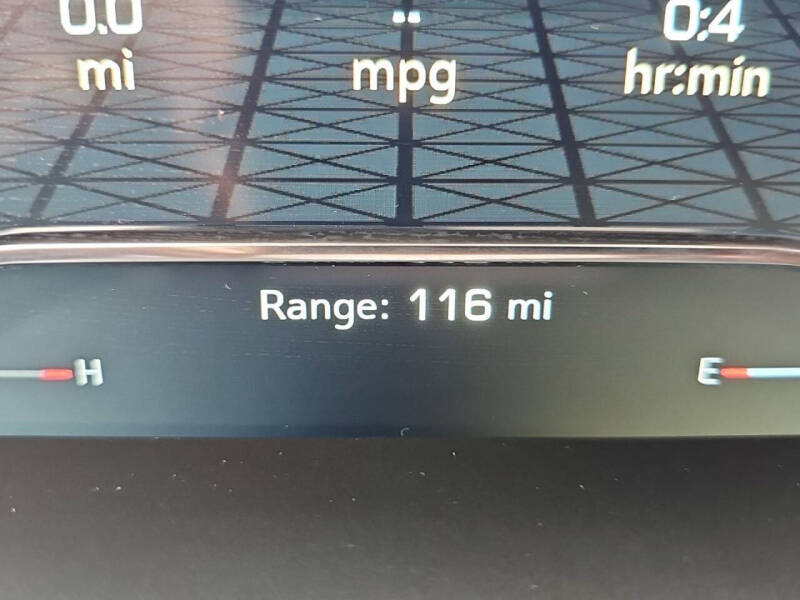 0.0 -- 0:4
mi mpg hr:min
Range: 116 mi
H E